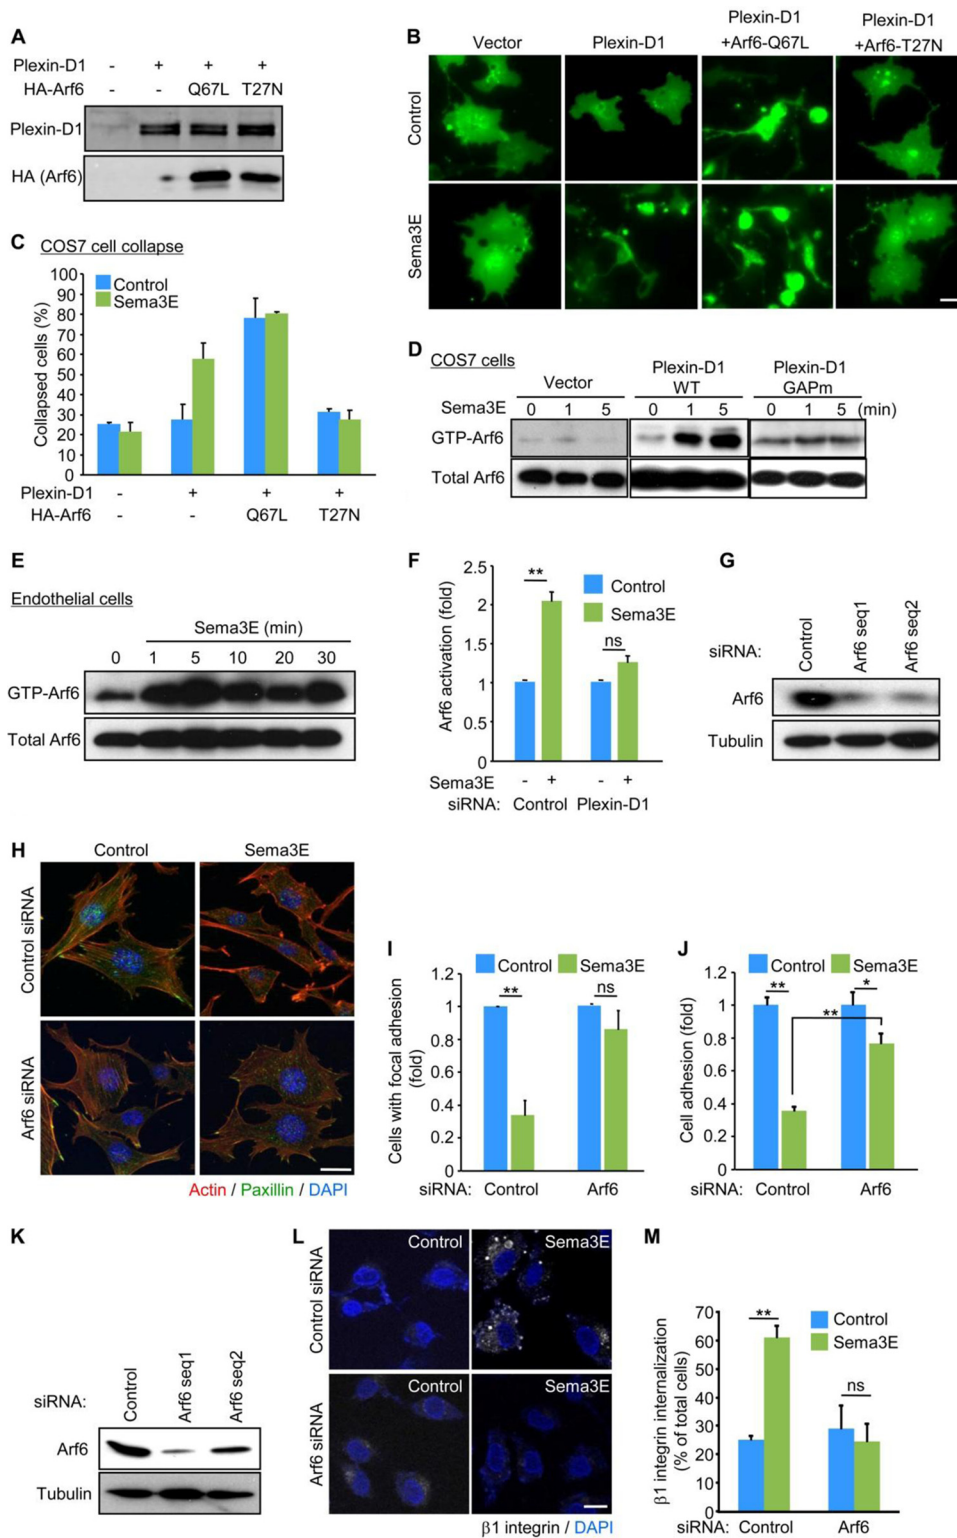 A
Plexin-D1 - + + +
HA-Arf6 - - Q67L T27N
Plexin-D1
HA (Arf6)
B
Vector Plexin-D1 Plexin-D1 +Arf6-Q67L Plexin-D1 +Arf6-T27N
Control
Sema3E
C COS7 cell collapse
Control
Sema3E
Collapsed cells (%)
100
90
80
70
60
50
40
30
20
10
0
Plexin-D1 - + + +
HA-Arf6 - - Q67L T27N
D COS7 cells
Vector Plexin-D1 WT Plexin-D1 GAPm
Sema3E 0 1 5 0 1 5 0 1 5 (min)
GTP-Arf6
Total Arf6
E
Endothelial cells
Sema3E (min)
0 1 5 10 20 30
GTP-Arf6
Total Arf6
F
Arf6 activation (fold)
2.5
2
1.5
1
0.5
0
** ns
Control
Sema3E
Sema3E - + - +
siRNA: Control Plexin-D1
G
siRNA: Control Arf6 seq1 Arf6 seq2
Arf6
Tubulin
H
Control Sema3E
Control siRNA
Arf6 siRNA
Actin / Paxillin / DAPI
I
Control Sema3E
Cells with focal adhesion (fold)
1.2
1
0.8
0.6
0.4
0.2
0
** ns
siRNA: Control Arf6
J
Control Sema3E
Cell adhesion (fold)
1.2
1
0.8
0.6
0.4
0.2
0
** ** *
siRNA: Control Arf6
K
siRNA: Control Arf6 seq1 Arf6 seq2
Arf6
Tubulin
L
Control siRNA
Control Sema3E
Arf6 siRNA
Control Sema3E
β1 integrin / DAPI
M
Control
Sema3E
β1 integrin internalization (% of total cells)
70
60
50
40
30
20
10
0
** ns
siRNA: Control Arf6